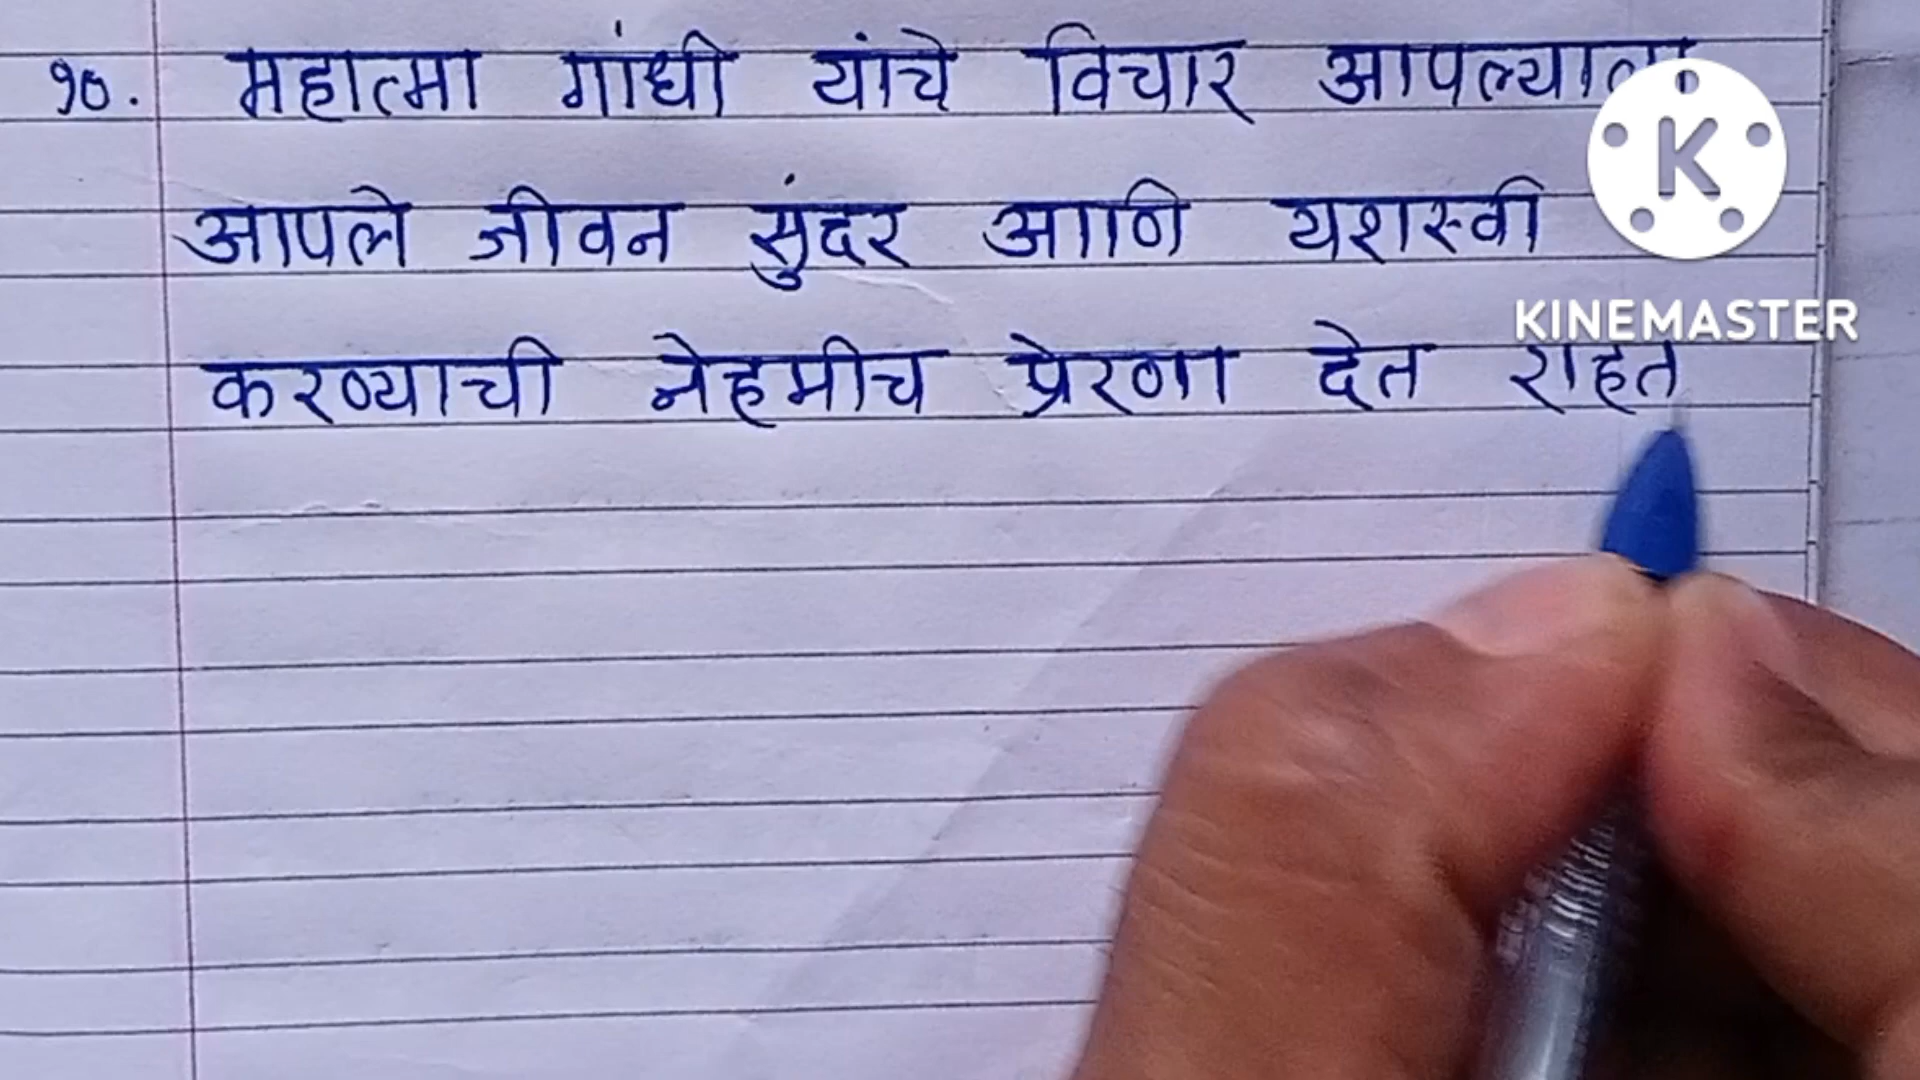 १०. महात्मा गांधी यांचे विचार आपल्याला
आपले जीवन सुंदर आणि यशस्वी
करण्याची नेहमीच प्रेरणा देत राहत
K
KINEMASTER